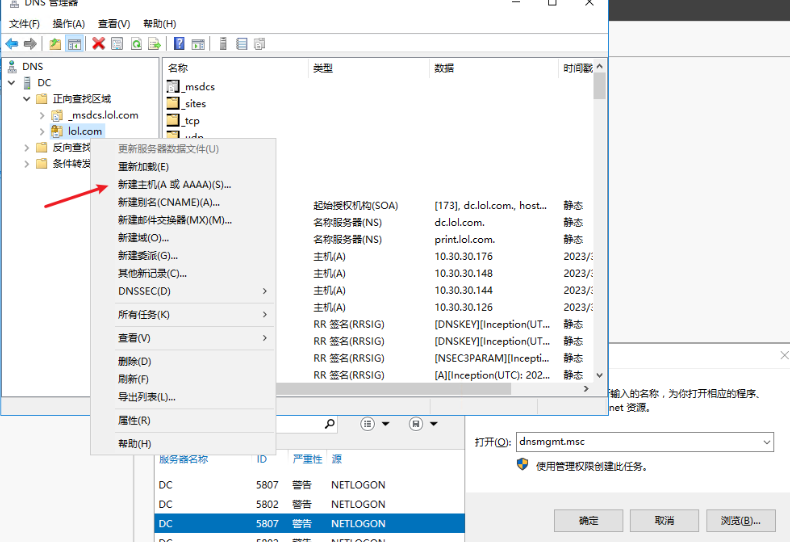 DNS 管理器
文件(F) 操作(A) 查看(V) 帮助(H)
DNS
DC
正向查找区域
_msdcs.lol.com
lol.com
反向查找
条件转发
名称 类型 数据 时间戳
_msdcs
_sites
_tcp
_udp
起始授权机构(SOA) [173], dc.lol.com., host... 静态
名称服务器(NS) dc.lol.com. 静态
名称服务器(NS) print.lol.com. 静态
主机(A) 10.30.30.176 2023/3
主机(A) 10.30.30.148 2023/3
主机(A) 10.30.30.144 2023/3
主机(A) 10.30.30.126 2023/3
RR 签名(RRSIG) [DNSKEY][Inception(UT... 静态
RR 签名(RRSIG) [DNSKEY][Inception(UT... 静态
RR 签名(RRSIG) [NSEC3PARAM][Incepti... 静态
RR 签名(RRSIG) [A][Inception(UTC): 202... 静态
更新服务器数据文件(U)
重新加载(E)
新建主机(A 或 AAAA)(S)...
新建别名(CNAME)(A)...
新建邮件交换器(MX)(M)...
新建域(O)...
新建委派(G)...
其他新记录(C)...
DNSSEC(D)
所有任务(K)
查看(V)
删除(D)
刷新(F)
导出列表(L)...
属性(R)
帮助(H)
服务器名称 ID 严重性 源
DC 5807 警告 NETLOGON
DC 5802 警告 NETLOGON
DC 5807 警告 NETLOGON
DC 5802 警告 NETLOGON
所输入的名称，为你打开相应的程序、
net 资源。
打开(O): dnsmgmt.msc
使用管理权限创建此任务。
确定 取消 浏览(B)...